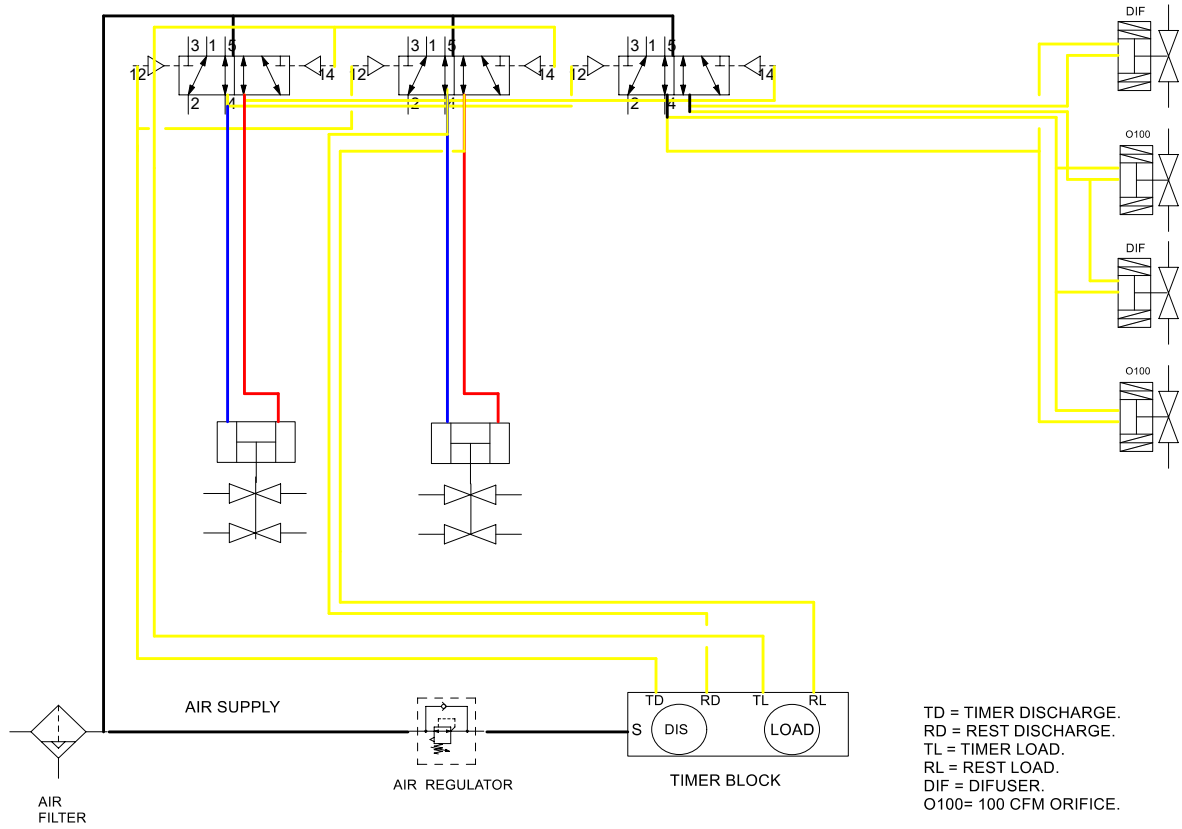 DIF
3 1 5
3 1 5
3 1 5
12 14
12 14
12 14
2 4
2 4
2 4
O100
DIF
O100
AIR SUPPLY
TD RD TL RL
S DIS LOAD
TIMER BLOCK
AIR REGULATOR
AIR
FILTER
TD = TIMER DISCHARGE.
RD = REST DISCHARGE.
TL = TIMER LOAD.
RL = REST LOAD.
DIF = DIFUSER.
O100= 100 CFM ORIFICE.